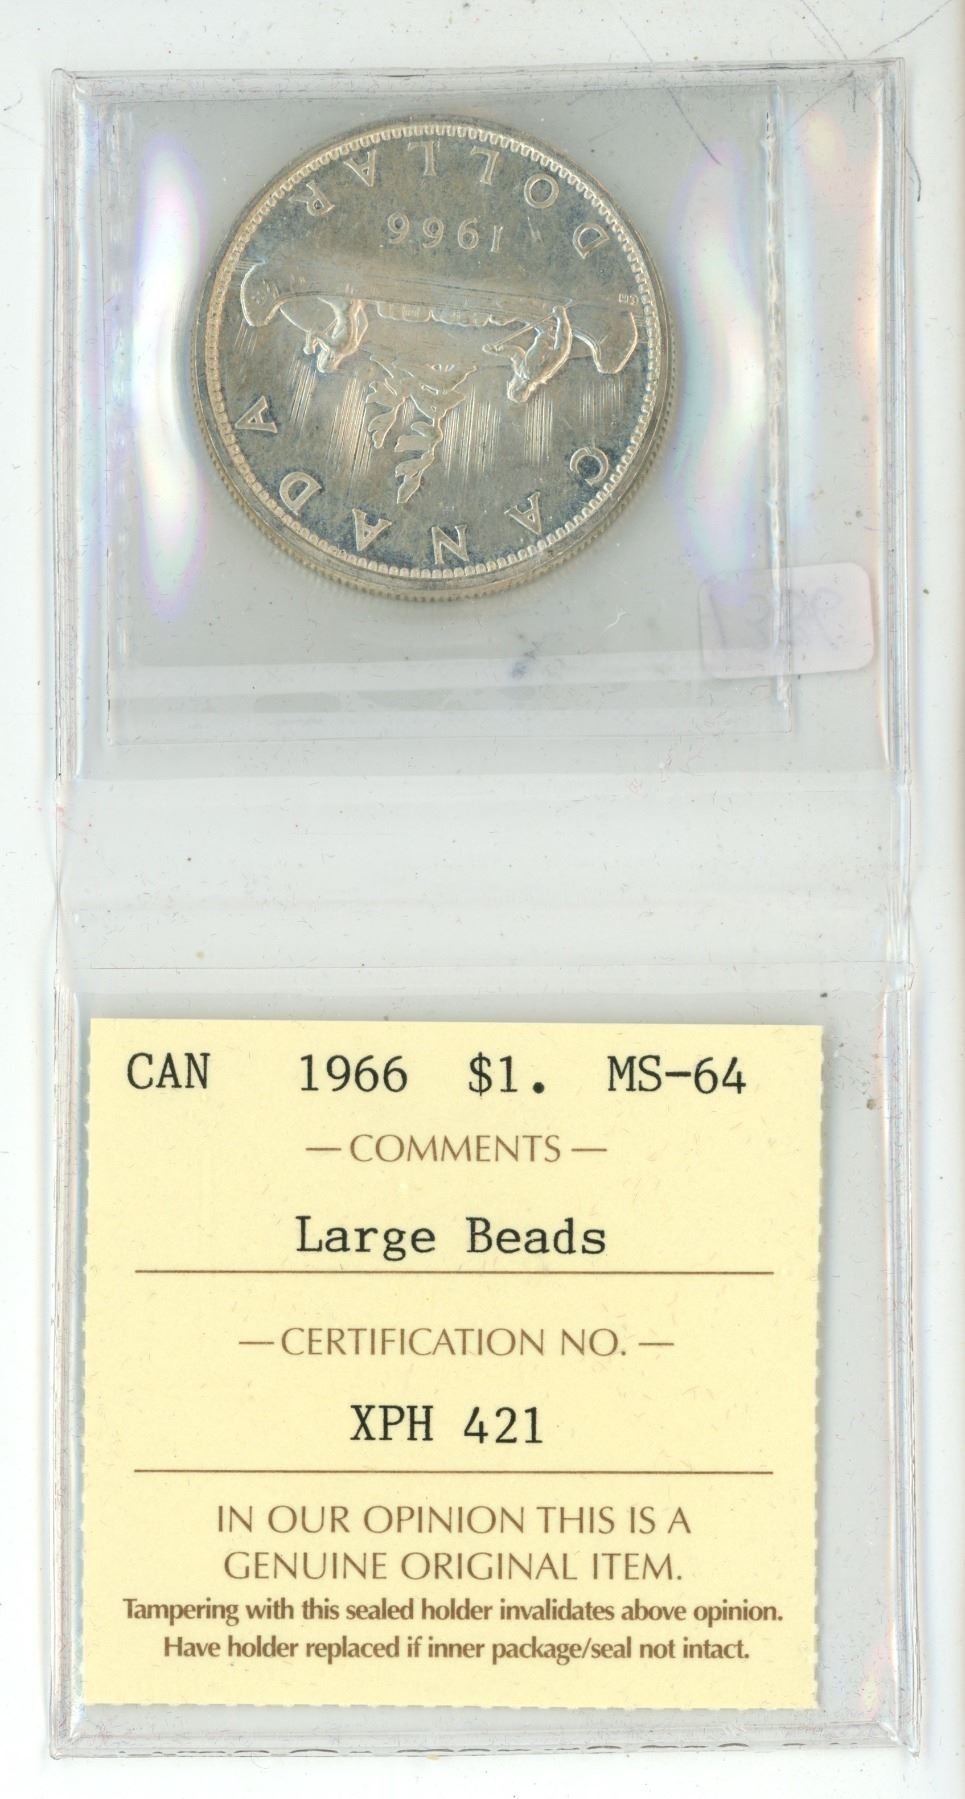 CANADA
1966
DOLLAR
CAN 1966 $1. MS-64
— COMMENTS —
Large Beads
— CERTIFICATION NO. —
XPH 421
IN OUR OPINION THIS IS A
GENUINE ORIGINAL ITEM.
Tampering with this sealed holder invalidates above opinion.
Have holder replaced if inner package/seal not intact.